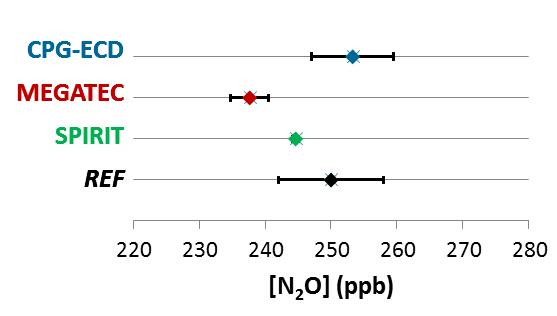 CPG-ECD
MEGATEC
SPIRIT
REF
220 230 240 250 260 270 280
[N₂O] (ppb)